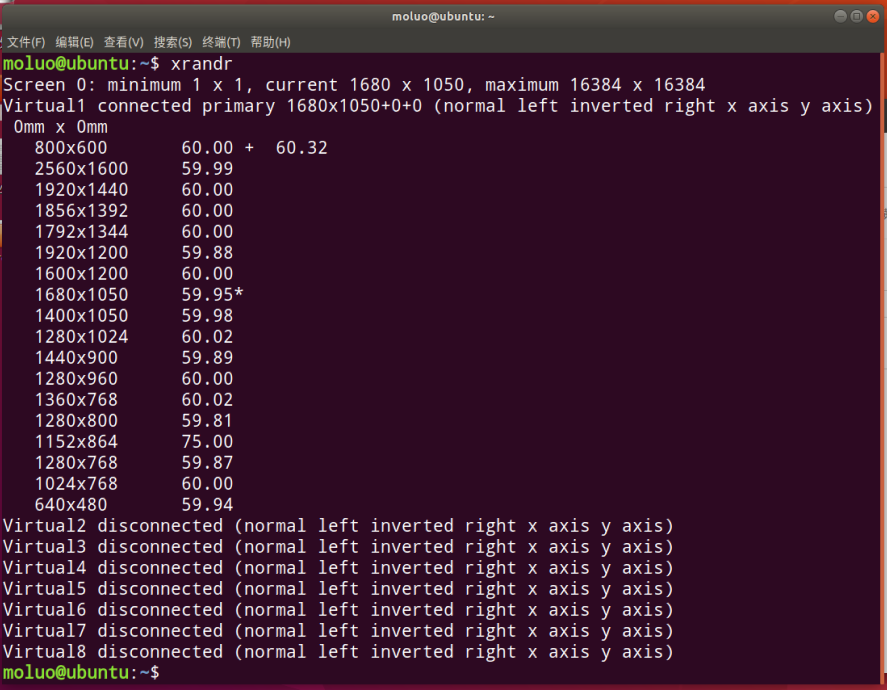 moluo@ubuntu: ~
文件(F) 编辑(E) 查看(V) 搜索(S) 终端(T) 帮助(H)
moluo@ubuntu:~$ xrandr
Screen 0: minimum 1 x 1, current 1680 x 1050, maximum 16384 x 16384
Virtual1 connected primary 1680x1050+0+0 (normal left inverted right x axis y axis)
 0mm x 0mm
   800x600       60.00 +  60.32
   2560x1600     59.99
   1920x1440     60.00
   1856x1392     60.00
   1792x1344     60.00
   1920x1200     59.88
   1600x1200     60.00
   1680x1050     59.95*
   1400x1050     59.98
   1280x1024     60.02
   1440x900      59.89
   1280x960      60.00
   1360x768      60.02
   1280x800      59.81
   1152x864      75.00
   1280x768      59.87
   1024x768      60.00
   640x480       59.94
Virtual2 disconnected (normal left inverted right x axis y axis)
Virtual3 disconnected (normal left inverted right x axis y axis)
Virtual4 disconnected (normal left inverted right x axis y axis)
Virtual5 disconnected (normal left inverted right x axis y axis)
Virtual6 disconnected (normal left inverted right x axis y axis)
Virtual7 disconnected (normal left inverted right x axis y axis)
Virtual8 disconnected (normal left inverted right x axis y axis)
moluo@ubuntu:~$